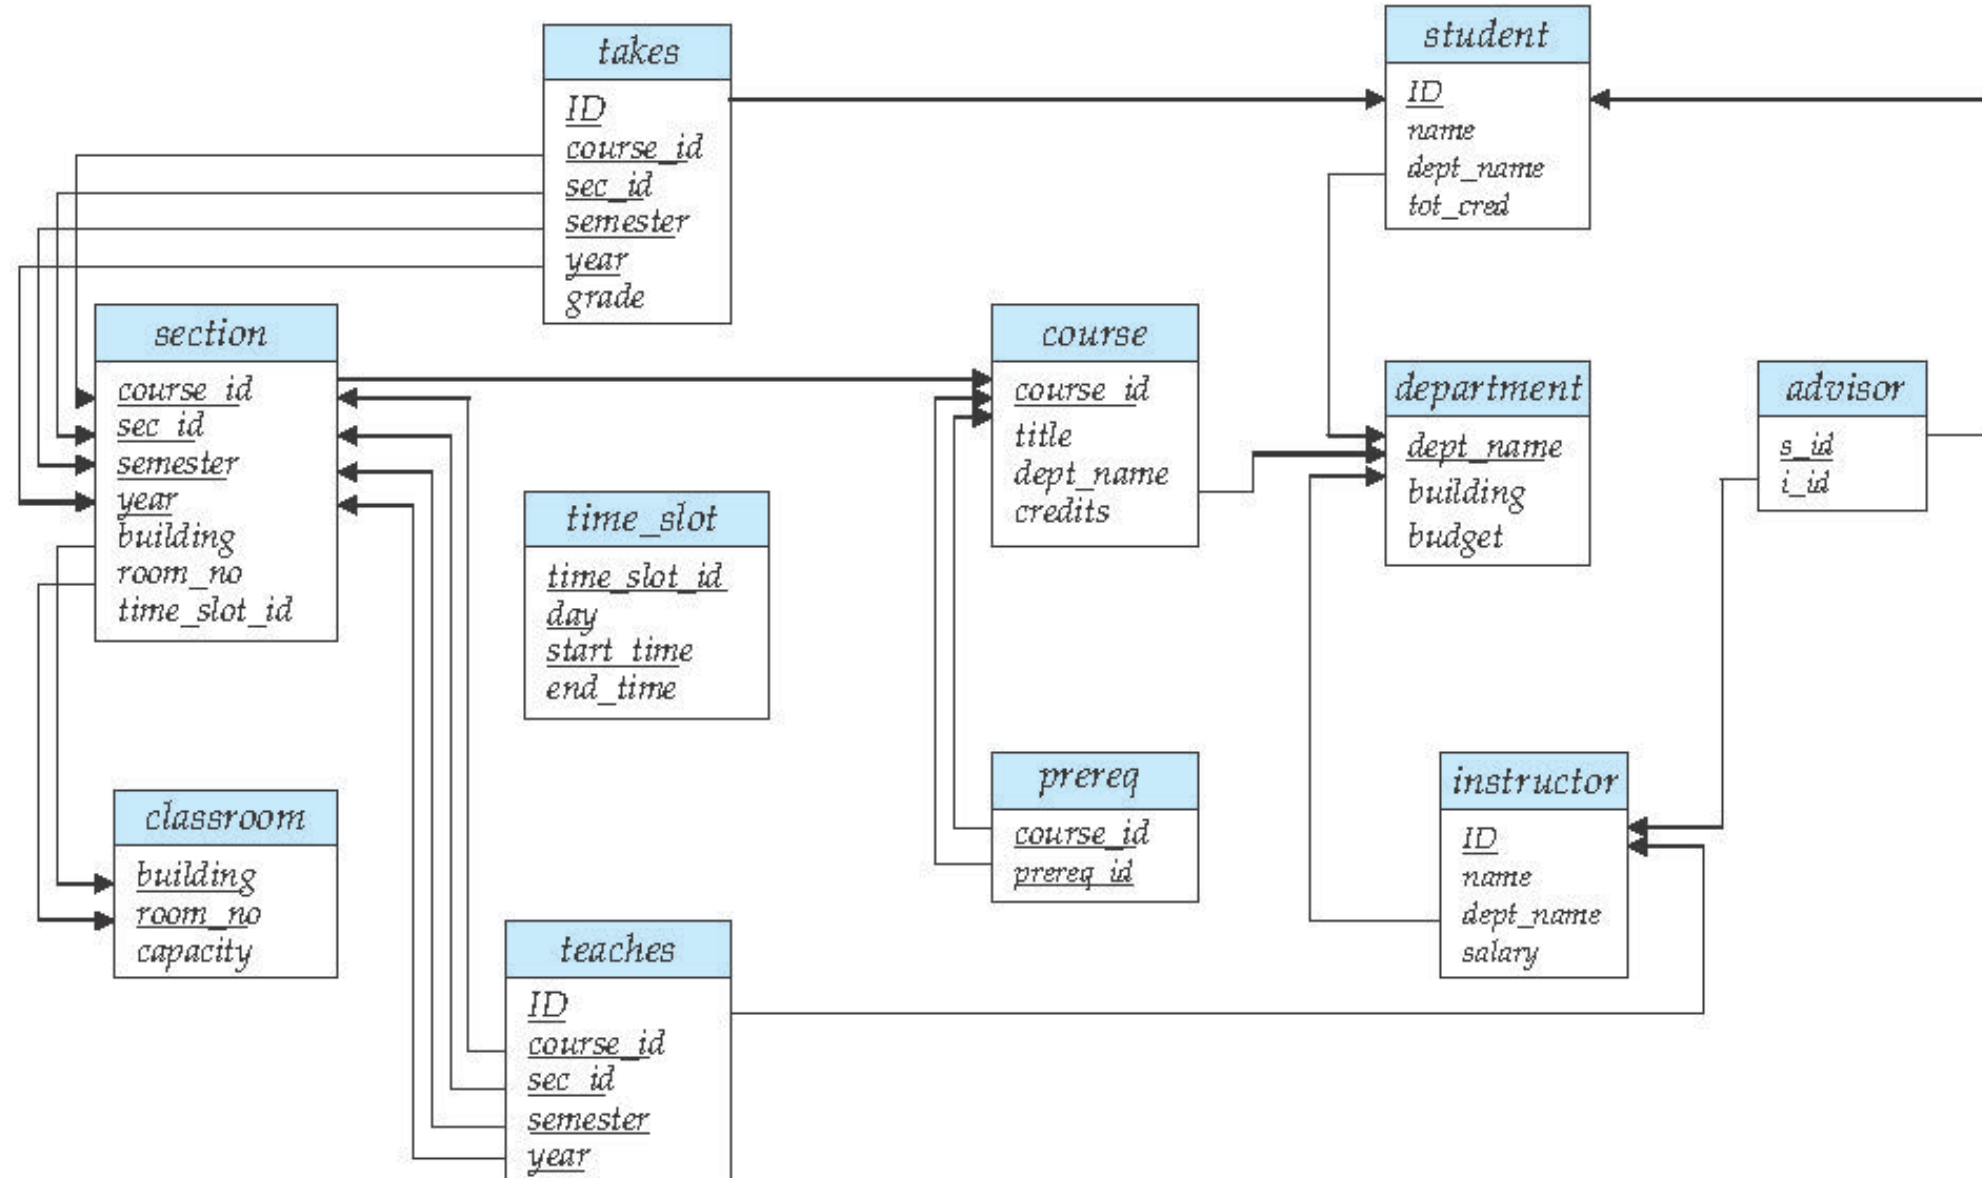 takes
ID
course_id
sec_id
semester
year
grade
student
ID
name
dept_name
tot_cred
section
course_id
sec_id
semester
year
building
room_no
time_slot_id
time_slot
time_slot_id
day
start_time
end_time
course
course_id
title
dept_name
credits
department
dept_name
building
budget
advisor
s_id
i_id
classroom
building
room_no
capacity
teaches
ID
course_id
sec_id
semester
year
prereq
course_id
prereq_id
instructor
ID
name
dept_name
salary